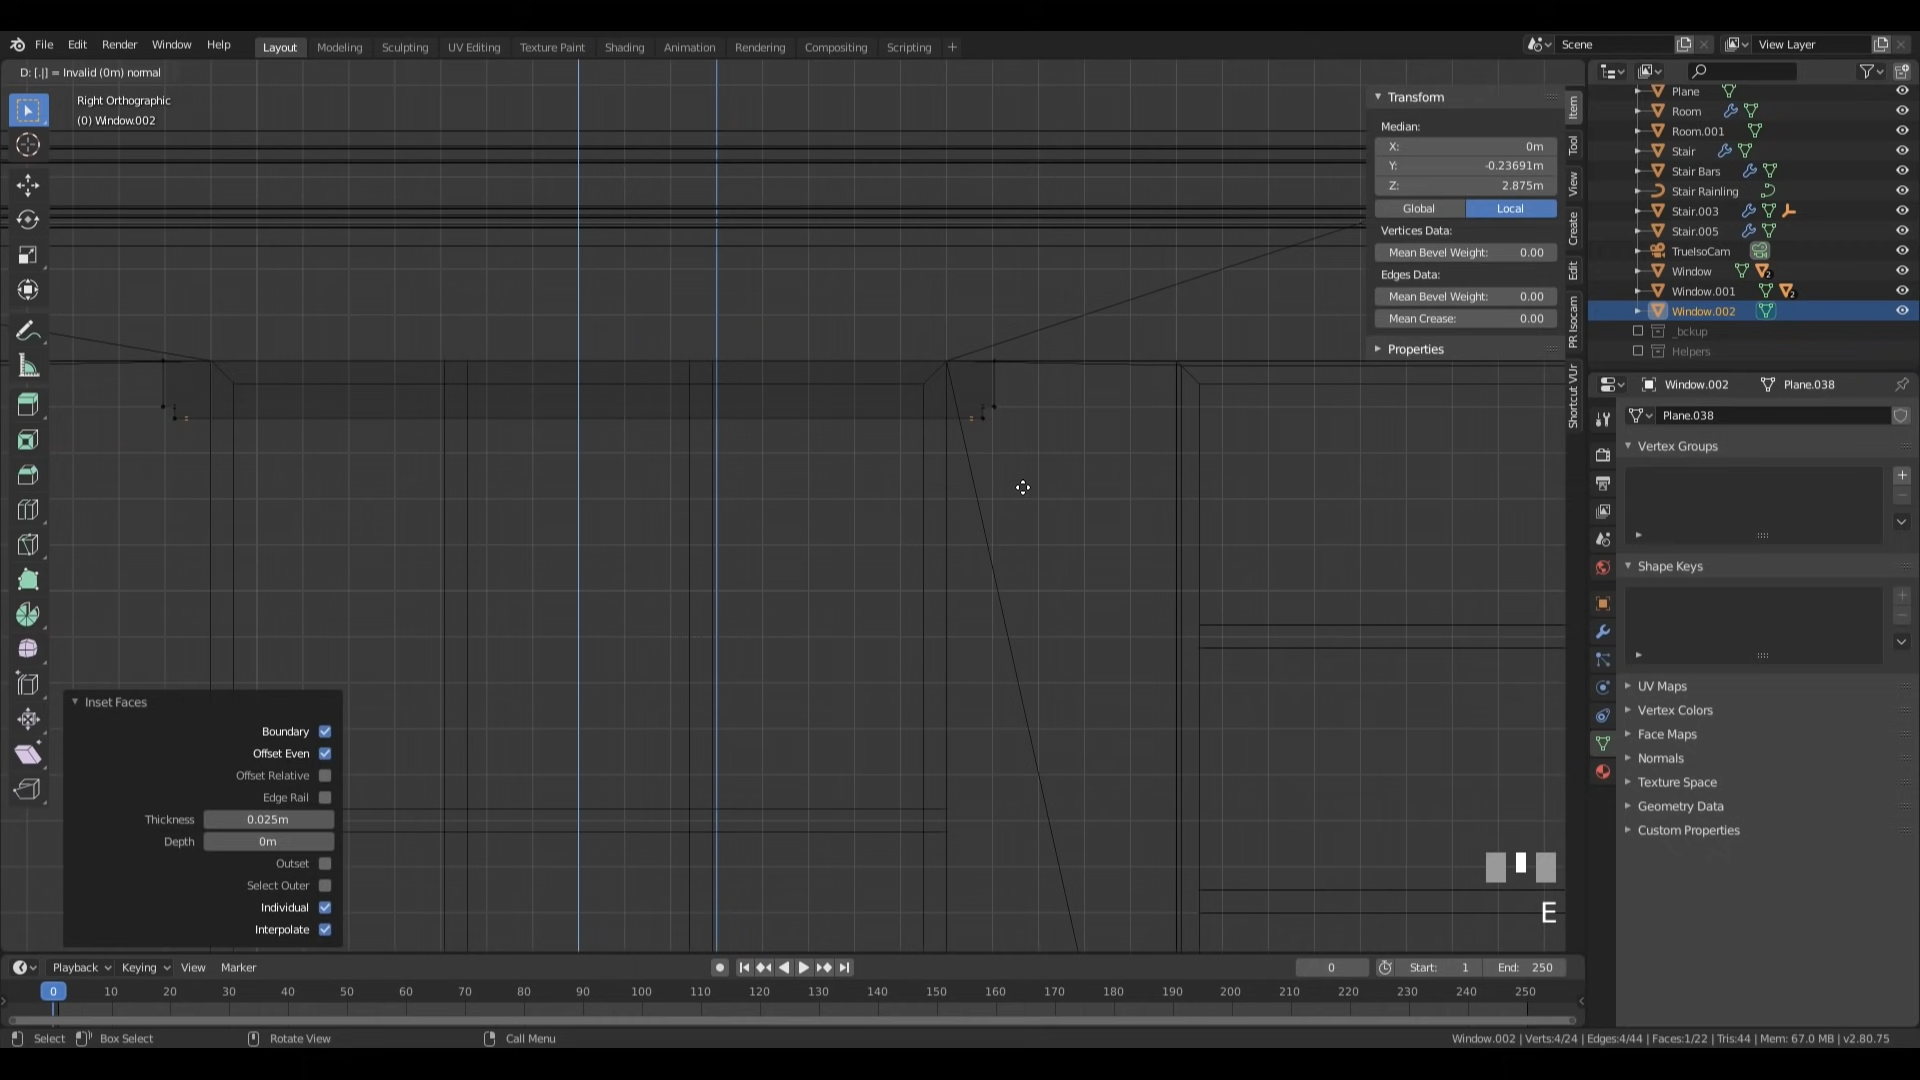 File Edit Render Window Help Layout Modeling Sculpting UV Editing Texture Paint Shading Animation Rendering Compositing Scripting + Scene View Layer
D: [.|] = Invalid (0m) normal
Right Orthographic
(0) Window.002
Transform
Median:
X: 0m
Y: -0.23691m
Z: 2.875m
Global Local
Vertices Data:
Mean Bevel Weight: 0.00
Edges Data:
Mean Bevel Weight: 0.00
Mean Crease: 0.00
Properties
Item
Tool
View
Create
Edit
PR Isocam
Shortcut VUr
Plane
Room
Room.001
Stair
Stair Bars
Stair Rainling
Stair.003
Stair.005
TrueIsoCam
Window 2
Window.001 2
Window.002
_bckup
Helpers
Window.002 Plane.038
Plane.038
Vertex Groups
Shape Keys
UV Maps
Vertex Colors
Face Maps
Normals
Texture Space
Geometry Data
Custom Properties
Inset Faces
Boundary
Offset Even
Offset Relative
Edge Rail
Thickness 0.025m
Depth 0m
Outset
Select Outer
Individual
Interpolate
E
Playback Keying View Marker 0 Start: 1 End: 250
0 10 20 30 40 50 60 70 80 90 100 110 120 130 140 150 160 170 180 190 200 210 220 230 240 250
Select Box Select Rotate View Call Menu Window.002 | Verts:4/24 | Edges:4/44 | Faces:1/22 | Tris:44 | Mem: 67.0 MB | v2.80.75